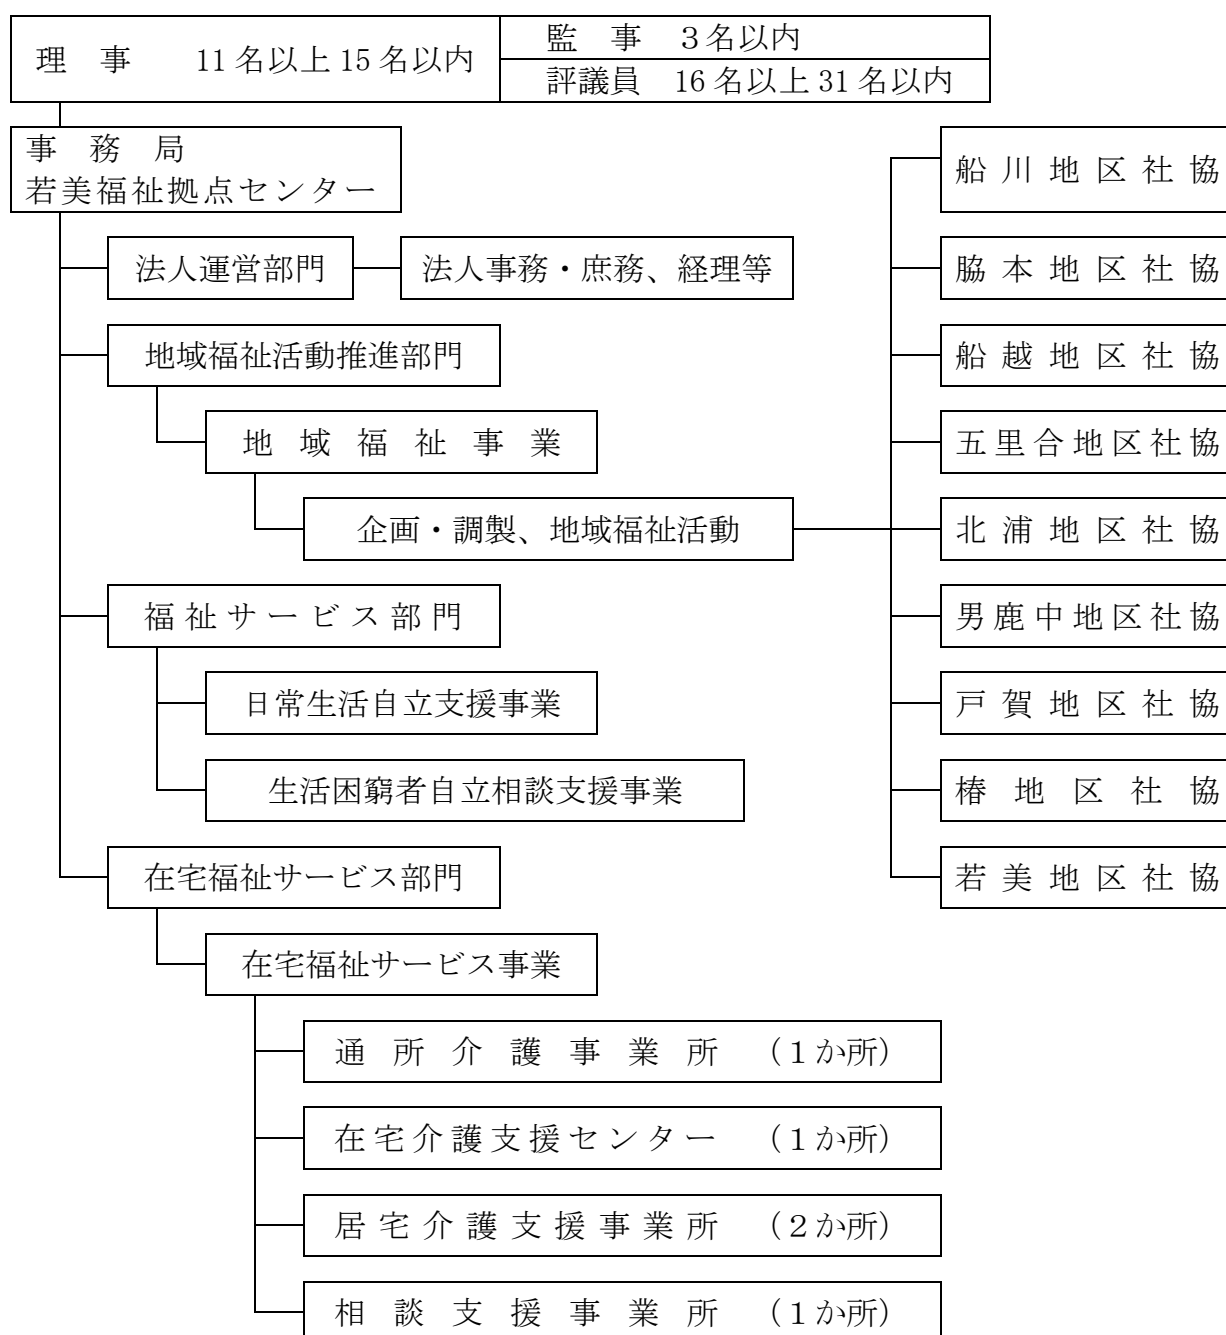 理事 11名以上15名以内
監事 3名以内
評議員 16名以上31名以内
事務局
若美福祉拠点センター
法人運営部門
法人事務・庶務、経理等
地域福祉活動推進部門
地域福祉事業
企画・調製、地域福祉活動
船川地区社協
脇本地区社協
船越地区社協
五里合地区社協
北浦地区社協
男鹿中地区社協
戸賀地区社協
椿地区社協
若美地区社協
福祉サービス部門
日常生活自立支援事業
生活困窮者自立相談支援事業
在宅福祉サービス部門
在宅福祉サービス事業
通所介護事業所 (1か所)
在宅介護支援センター (1か所)
居宅介護支援事業所 (2か所)
相談支援事業所 (1か所)